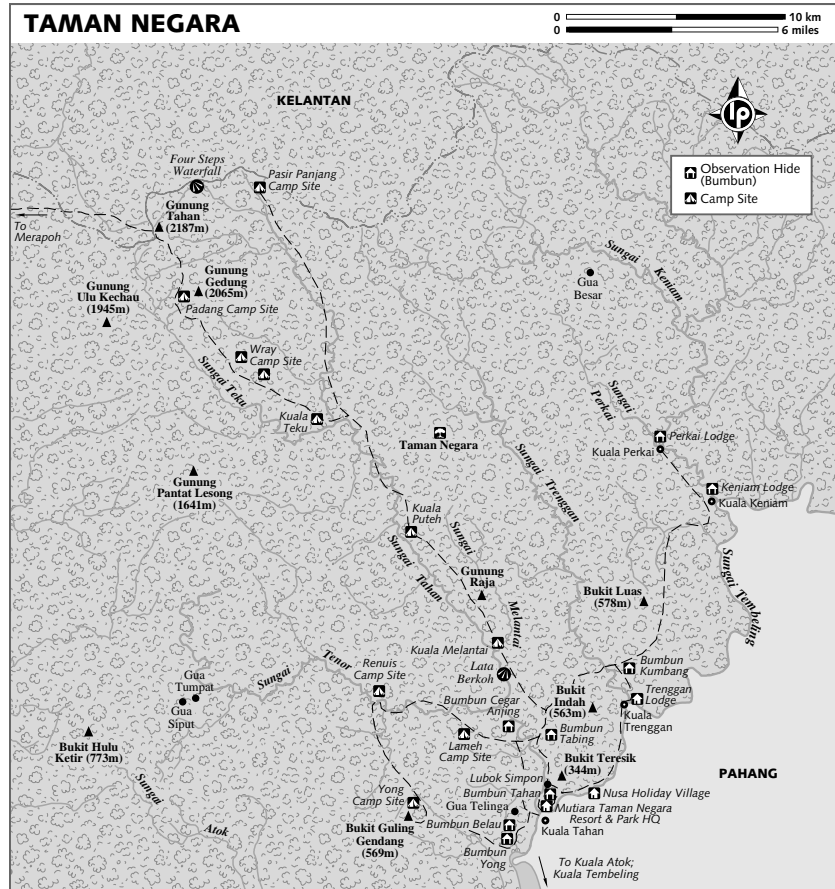 TAMAN NEGARA
0 10 km
0 6 miles
KELANTAN
lp
Observation Hide
(Bumbun)
Camp Site
Four Steps
Waterfall
Pasir Panjang
Camp Site
To
Merapoh
Gunung
Tahan
(2187m)
Gunung
Gedung
(2065m)
Gunung
Ulu Kechau
(1945m)
Padang Camp Site
Sungai Keniam
Gua
Besar
Wray
Camp Site
Sungai Teku
Kuala
Teku
Sungai
Perkai
Taman Negara
Perkai Lodge
Kuala Perkai
Gunung
Pantat Lesong
(1641m)
Sungai Trenggan
Keniam Lodge
Kuala Keniam
Kuala
Puteh
Sungai Tahan
Sungai
Melantai
Gunung
Raja
Sungai Tembeling
Bukit Luas
(578m)
Kuala Melantai
Lata
Berkoh
Bumbun
Kumbang
Gua
Tumpat
Gua
Siput
Sungai Tenor
Renuis
Camp Site
Bumbun Cegar
Anjing
Bukit
Indah
(563m)
Trenggan
Lodge
Kuala
Trenggan
Bukit Hulu
Ketir (773m)
Lameh
Camp Site
Bumbun
Tabing
Bukit Teresik
(344m)
PAHANG
Lubok Simpon
Bumbun Tahan
Nusa Holiday Village
Yong
Camp Site
Gua Telinga
Mutiara Taman Negara
Resort & Park HQ
Sungai
Atok
Bukit Guling
Gendang
(569m)
Bumbun Belau
Kuala Tahan
Bumbun
Yong
To Kuala Atok;
Kuala Tembeling